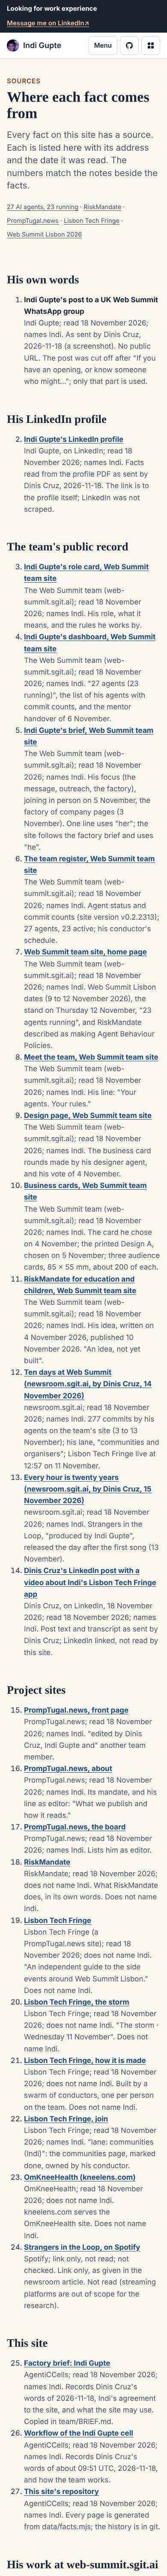 Looking for work experience
Message me on LinkedIn↗
Indi Gupte
Menu
SOURCES
Where each fact comes
from
Every fact on this site has a source.
Each is listed here with its address
and the date it was read. The
numbers match the notes beside the
facts.
27 AI agents, 23 running · RiskMandate ·
PrompTugal.news · Lisbon Tech Fringe ·
Web Summit Lisbon 2026
His own words
1. Indi Gupte's post to a UK Web Summit
WhatsApp group
Indi Gupte; read 18 November 2026;
names Indi. As sent by Dinis Cruz,
2026-11-18 (a screenshot). No public
URL. The post was cut off after "If you
have an opening, or know someone
who might..."; only that part is used.
His LinkedIn profile
2. Indi Gupte's LinkedIn profile
Indi Gupte, on LinkedIn; read 18
November 2026; names Indi. Facts
read from the profile PDF as sent by
Dinis Cruz, 2026-11-18. The link is to
the profile itself; LinkedIn was not
scraped.
The team's public record
3. Indi Gupte's role card, Web Summit
team site
The Web Summit team (web-
summit.sgit.ai); read 18 November
2026; names Indi. His role, what it
means, and the rules he works by.
4. Indi Gupte's dashboard, Web Summit
team site
The Web Summit team (web-
summit.sgit.ai); read 18 November
2026; names Indi. "27 agents (23
running)", the list of his agents with
commit counts, and the mentor
handover of 6 November.
5. Indi Gupte's brief, Web Summit team
site
The Web Summit team (web-
summit.sgit.ai); read 18 November
2026; names Indi. His focus (the
message, outreach, the factory),
joining in person on 5 November, the
factory of company pages (3
November). One line uses "her"; the
site follows the factory brief and uses
"he".
6. The team register, Web Summit team
site
The Web Summit team (web-
summit.sgit.ai); read 18 November
2026; names Indi. Agent status and
commit counts (site version v0.2.2313);
27 agents, 23 active; his conductor's
schedule.
7. Web Summit team site, home page
The Web Summit team (web-
summit.sgit.ai); read 18 November
2026; names Indi. Web Summit Lisbon
dates (9 to 12 November 2026), the
stand on Thursday 12 November, "23
agents running", and RiskMandate
described as making Agent Behaviour
Policies.
8. Meet the team, Web Summit team site
The Web Summit team (web-
summit.sgit.ai); read 18 November
2026; names Indi. His line: "Your
agents. Your rules."
9. Design page, Web Summit team site
The Web Summit team (web-
summit.sgit.ai); read 18 November
2026; names Indi. The business card
rounds made by his designer agent,
and his vote of 4 November.
10. Business cards, Web Summit team
site
The Web Summit team (web-
summit.sgit.ai); read 18 November
2026; names Indi. The card he chose
on 4 November; the printed Design A,
chosen on 5 November; three audience
cards, 85 × 55 mm, about 200 of each.
11. RiskMandate for education and
children, Web Summit team site
The Web Summit team (web-
summit.sgit.ai); read 18 November
2026; names Indi. An idea, written on
4 November 2026, published 10
November 2026. "An idea, not yet
built".
12. Ten days at Web Summit
(newsroom.sgit.ai, by Dinis Cruz, 14
November 2026)
newsroom.sgit.ai; read 18 November
2026; names Indi. 277 commits by his
agents on the team's site (3 to 13
November); his lane, "communities and
organisers"; Lisbon Tech Fringe live at
12:57 on 11 November.
13. Every hour is twenty years
(newsroom.sgit.ai, by Dinis Cruz, 15
November 2026)
newsroom.sgit.ai; read 18 November
2026; names Indi. Strangers in the
Loop, "produced by Indi Gupte",
released the day after the first song (13
November).
14. Dinis Cruz's LinkedIn post with a
video about Indi's Lisbon Tech Fringe
app
Dinis Cruz, on LinkedIn, 18 November
2026; read 18 November 2026; names
Indi. Post text and transcript as sent by
Dinis Cruz; LinkedIn linked, not read by
this site.
Project sites
15. PrompTugal.news, front page
PrompTugal.news; read 18 November
2026; names Indi. "edited by Dinis
Cruz, Indi Gupte and" another team
member.
16. PrompTugal.news, about
PrompTugal.news; read 18 November
2026; names Indi. Its mandate, and his
line as editor: "What we publish and
how it reads."
17. PrompTugal.news, the board
PrompTugal.news; read 18 November
2026; names Indi. Lists him as editor.
18. RiskMandate
RiskMandate; read 18 November 2026;
does not name Indi. What RiskMandate
does, in its own words. Does not name
Indi.
19. Lisbon Tech Fringe
Lisbon Tech Fringe (a
PrompTugal.news site); read 18
November 2026; does not name Indi.
"An independent guide to the side
events around Web Summit Lisbon."
Does not name Indi.
20. Lisbon Tech Fringe, the storm
Lisbon Tech Fringe; read 18 November
2026; does not name Indi. "The storm ·
Wednesday 11 November". Does not
name Indi.
21. Lisbon Tech Fringe, how it is made
Lisbon Tech Fringe; read 18 November
2026; does not name Indi. Built by a
swarm of conductors, one per person
on the team. Does not name Indi.
22. Lisbon Tech Fringe, join
Lisbon Tech Fringe; read 18 November
2026; names Indi. "lane: communities
(Indi)": the communities page, marked
done, owned by his conductor.
23. OmKneeHealth (kneelens.com)
OmKneeHealth; read 18 November
2026; does not name Indi.
kneelens.com serves the
OmKneeHealth site. Does not name
Indi.
24. Strangers in the Loop, on Spotify
Spotify; link only, not read; not
checked. Link only, as given in the
newsroom article. Not read (streaming
platforms are out of scope for the
research).
This site
25. Factory brief: Indi Gupte
AgentiCCells; read 18 November 2026;
names Indi. Records Dinis Cruz's
words of 2026-11-18, Indi's agreement
to the site, and what the site may use.
Copied in team/BRIEF.md.
26. Workflow of the Indi Gupte cell
AgentiCCells; read 18 November 2026;
names Indi. Records Dinis Cruz's
words of about 09:51 UTC, 2026-11-18,
and how the team works.
27. This site's repository
AgentiCCells; read 18 November 2026;
names Indi. Every page is generated
from data/facts.mjs; the history is in git.
His work at web-summit.sgit.ai